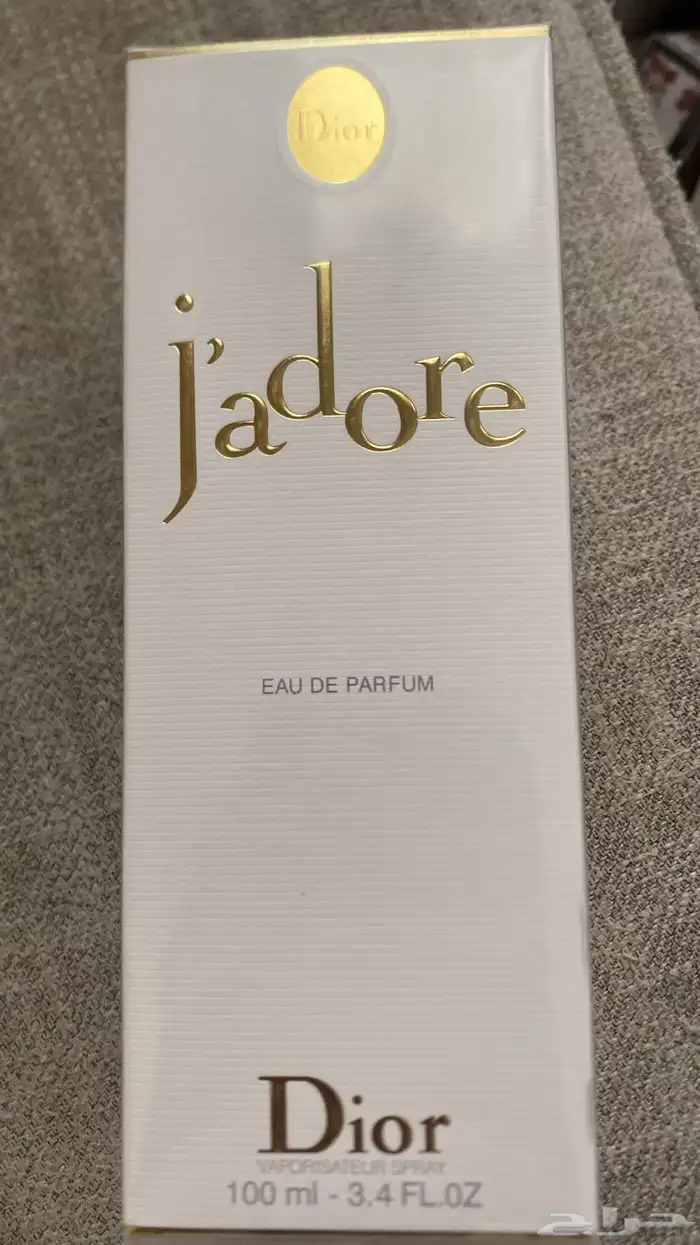 Dior
j'adore
EAU DE PARFUM
Dior
VAPORISATEUR SPRAY
100 ml - 3.4 FL.OZ
حراج